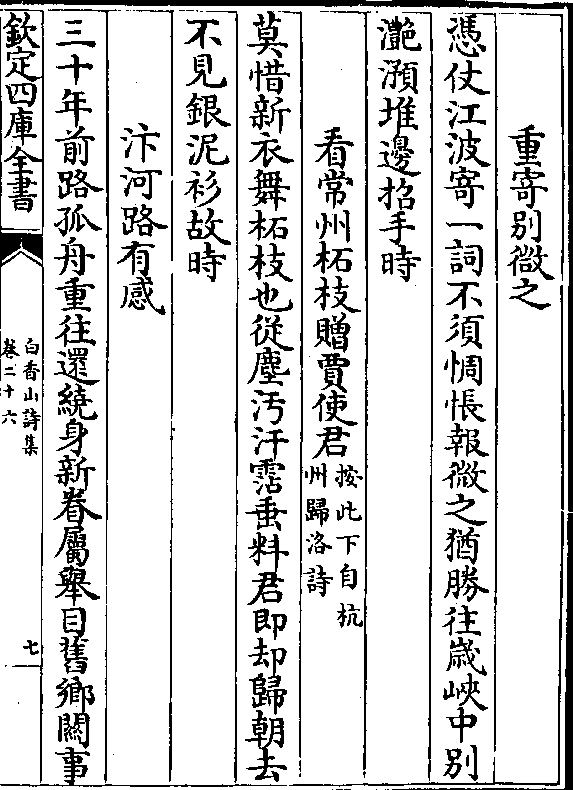 重寄别微之
憑仗江波寄一詞不須惆悵報微之猶勝往嵗峽中别
灧澦堆邊招手時
看常州柘枝贈賈使君按此下自杭州歸洛詩
莫惜新衣舞柘枝也從塵汚汗霑垂料君即却歸朝去
不見銀泥衫故時
汴河路有感
三十年前路孤舟重往還繞身新眷屬舉目舊鄉闗事
欽定四庫全書
白香山詩集
卷二十六
七